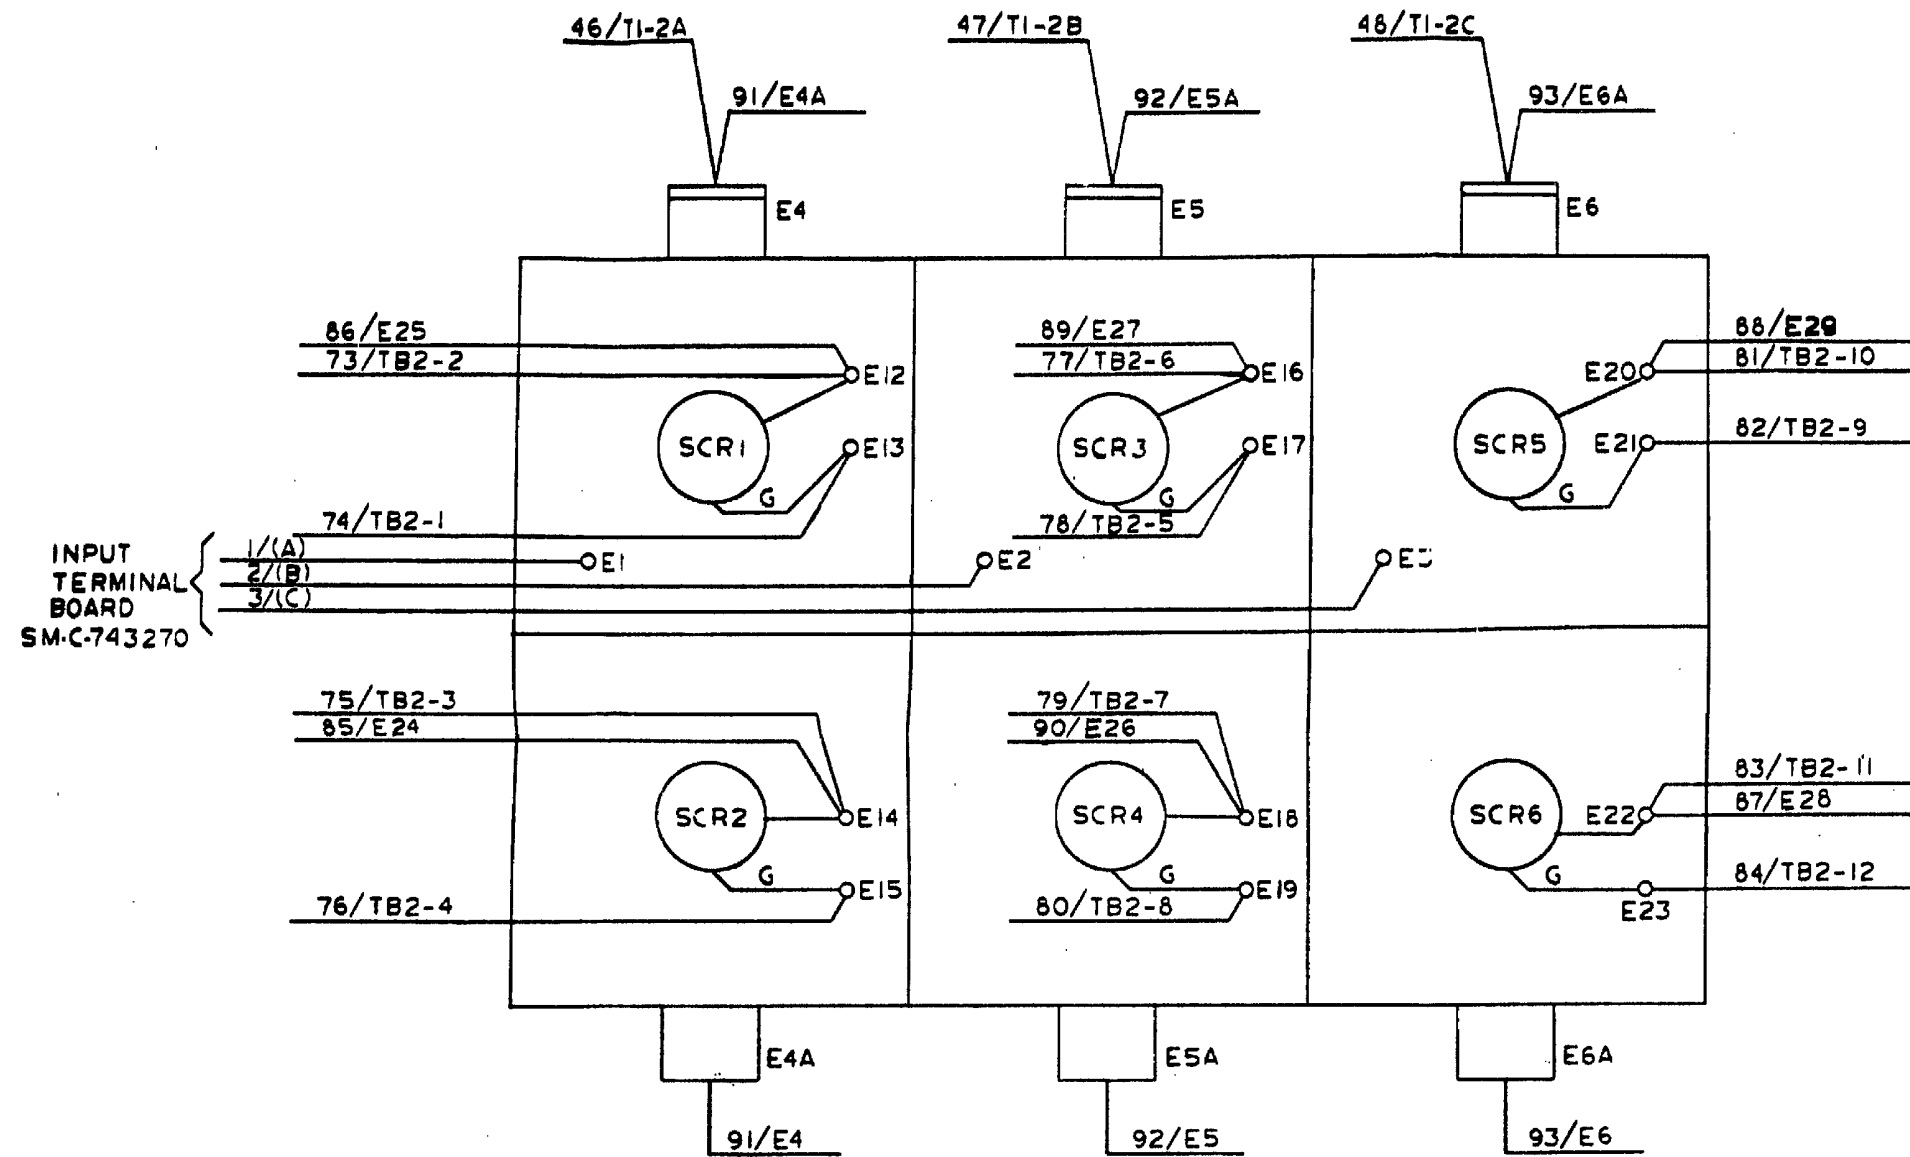 46/T1-2A
47/T1-2B
48/T1-2C
91/E4A
92/E5A
93/E6A
E4
E5
E6
86/E25
73/TB2-2
E12
SCR1
E13
G
74/TB2-1
89/E27
77/TB2-6
E16
SCR3
E17
G
78/TB2-5
88/E29
81/TB2-10
E20
SCR5
E21
82/TB2-9
G
INPUT
TERMINAL
BOARD
SM-C-743270
1/(A)
2/(B)
3/(C)
E1
E2
75/TB2-3
85/E24
SCR2
E14
G
E15
76/TB2-4
79/TB2-7
90/E26
SCR4
E18
G
E19
80/TB2-8
83/TB2-11
87/E28
SCR6
E22
G
84/TB2-12
E23
E4A
E5A
E6A
91/E4
92/E5
93/E6